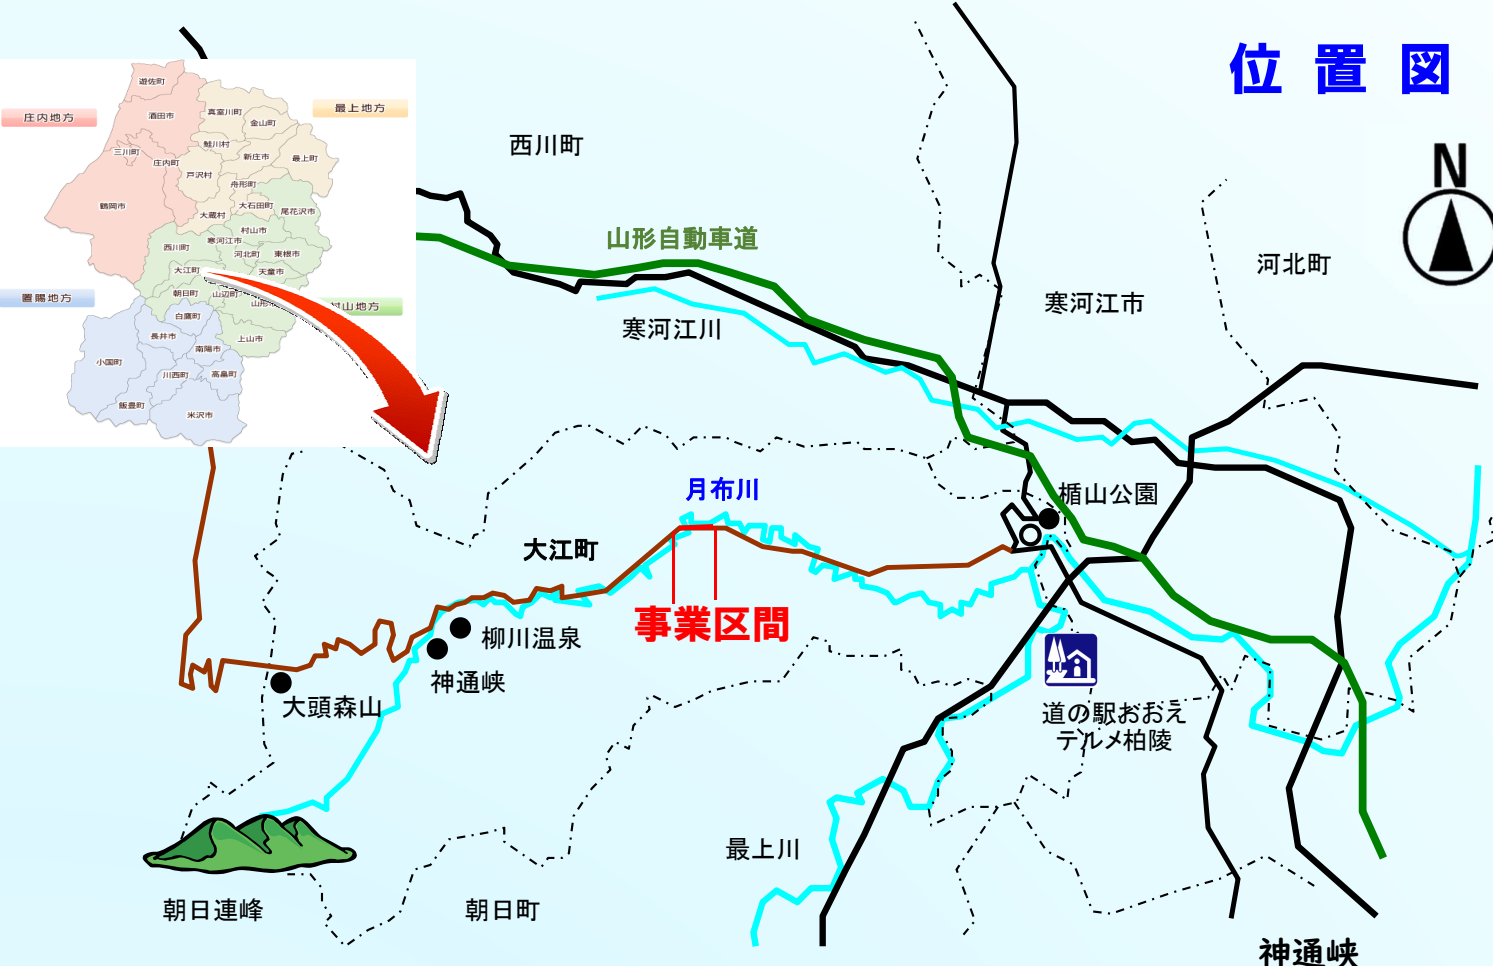 位置図
N
遊佐町
庄内地方
最上地方
酒田市
真室川町
金山町
三川町
庄内町
鮭川村
新庄市
最上町
戸沢村
舟形町
鶴岡市
大蔵村
大石田町
尾花沢市
村山市
西川町
寒河江市
河北町
東根市
大江町
天童市
置賜地方
朝日町
山辺町
山形
村山地方
白鷹町
長井市
上山市
南陽市
小国町
川西町
高畠町
飯豊町
米沢市
西川町
山形自動車道
河北町
寒河江市
寒河江川
月布川
楯山公園
大江町
事業区間
柳川温泉
神通峡
大頭森山
道の駅おおえ
テルメ柏陵
最上川
朝日連峰
朝日町
神通峡